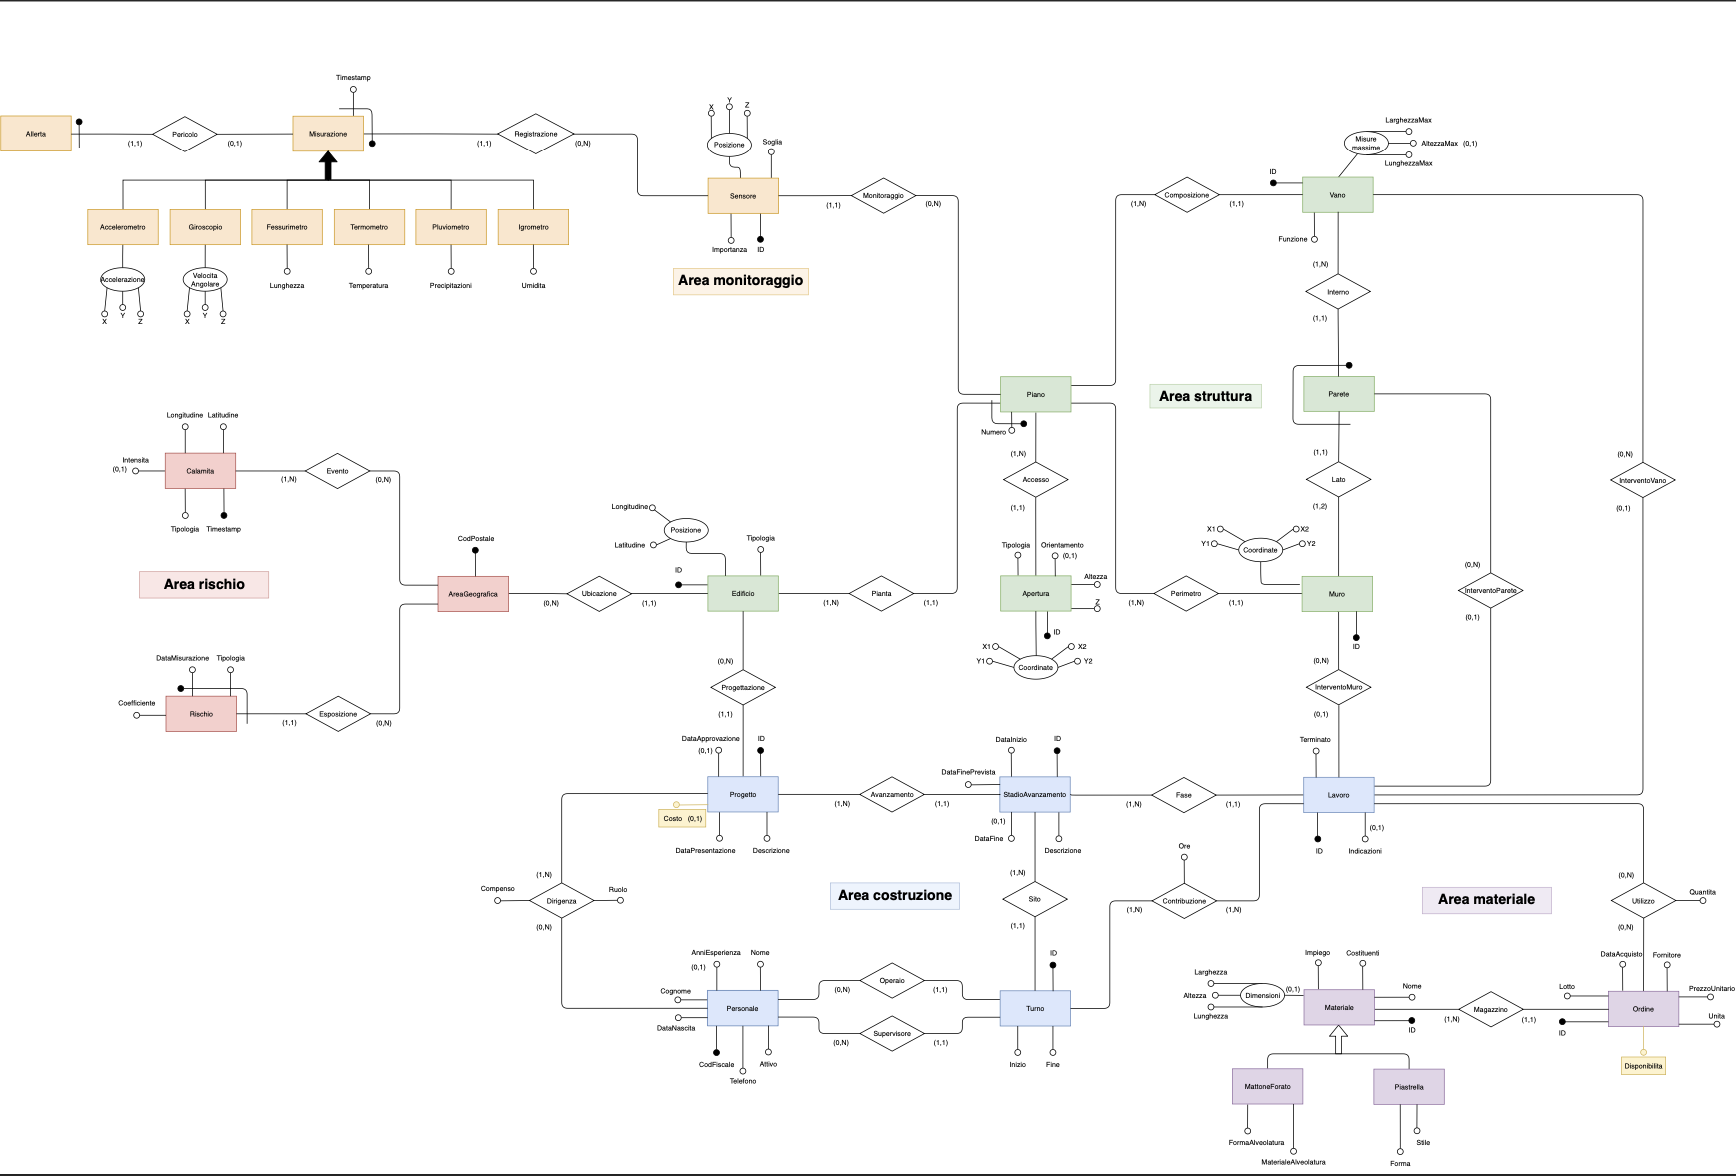 Timestamp
Allerta
(1,1)
Pericolo
(0,1)
Misurazione
(1,1)
Registrazione
(0,N)
X
Y
Z
Posizione
Soglia
Sensore
Importanza
ID
(1,1)
Monitoraggio
(0,N)
Area monitoraggio
Accelerometro
Giroscopio
Fessurimetro
Termometro
Pluviometro
Igrometro
Accelerazione
Velocita
Angolare
Lunghezza
Temperatura
Precipitazioni
Umidita
X
Y
Z
X
Y
Z
(1,N)
Composizione
(1,1)
ID
Vano
Funzione
Misure
massime
LarghezzaMax
AltezzaMax (0,1)
LunghezzaMax
(1,N)
Interno
(1,1)
Piano
Numero
Area struttura
Parete
(1,N)
Accesso
(1,1)
(1,1)
Lato
(1,2)
(0,N)
InterventoVano
(0,1)
Longitudine
Latitudine
Intensita
(0,1)
Calamita
Tipologia
Timestamp
(1,N)
Evento
(0,N)
Area rischio
CodPostale
AreaGeografica
(0,N)
Ubicazione
(1,1)
Longitudine
Latitudine
Posizione
ID
Tipologia
Edificio
(1,N)
Pianta
(1,1)
Tipologia
Orientamento
(0,1)
Altezza
Z
Apertura
ID
X1
X2
Y1
Y2
Coordinate
(1,N)
Perimetro
(1,1)
X1
X2
Y1
Y2
Coordinate
Muro
ID
(0,N)
InterventoParete
(0,1)
DataMisurazione
Tipologia
Coefficiente
Rischio
(1,1)
Esposizione
(0,N)
(0,N)
Progettazione
(1,1)
(0,N)
InterventoMuro
(0,1)
DataApprovazione
(0,1)
ID
Progetto
Costo (0,1)
DataPresentazione
Descrizione
(1,N)
Avanzamento
(1,1)
DataInizio
ID
DataFinePrevista
StadioAvanzamento
(0,1)
DataFine
Descrizione
(1,N)
Fase
(1,1)
Terminato
Lavoro
ID
(0,1)
Indicazioni
(1,N)
Compenso
Ruolo
Dirigenza
(0,N)
Area costruzione
(1,N)
Sito
(1,1)
Ore
(1,N)
Contribuzione
(1,N)
Area materiale
(0,N)
Utilizzo
Quantita
(0,N)
AnniEsperienza
(0,1)
Nome
Cognome
Personale
DataNascita
CodFiscale
Telefono
Attivo
(0,N)
Operaio
(1,1)
(0,N)
Supervisore
(1,1)
ID
Turno
Inizio
Fine
Larghezza
Altezza
Lunghezza
Dimensioni
(0,1)
Impiego
Costituenti
Nome
Materiale
ID
(1,N)
Magazzino
(1,1)
DataAcquisto
Fornitore
Lotto
PrezzoUnitario
Ordine
ID
Unita
Disponibilita
MattoneForato
Piastrella
FormaAlveolatura
MaterialeAlveolatura
Stile
Forma